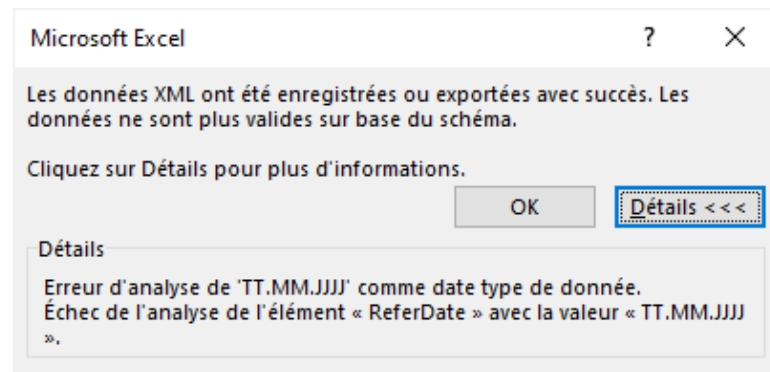 Microsoft Excel
?
Les données XML ont été enregistrées ou exportées avec succès. Les
données ne sont plus valides sur base du schéma.
Cliquez sur Détails pour plus d'informations.
OK
Détails <<<
Détails
Erreur d'analyse de 'TT.MM.JJJJ' comme date type de donnée.
Échec de l'analyse de l'élément « ReferDate » avec la valeur « TT.MM.JJJJ
».